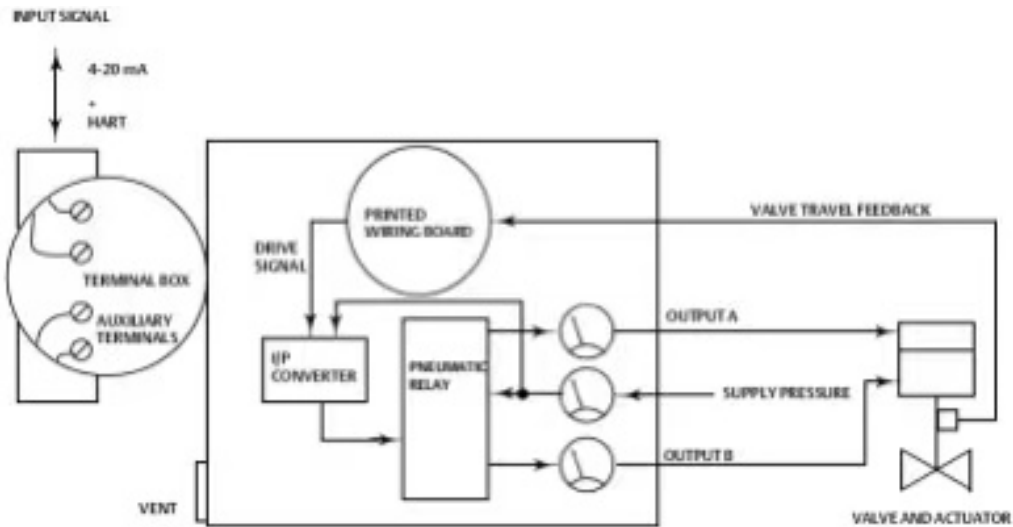 INPUT SIGNAL
4-20 mA
+
HART
TERMINAL BOX
AUXILIARY
TERMINALS
PRINTED
WIRING BOARD
DRIVE
SIGNAL
I/P
CONVERTER
PNEUMATIC
RELAY
VALVE TRAVEL FEEDBACK
OUTPUT A
SUPPLY PRESSURE
OUTPUT B
VENT
VALVE AND ACTUATOR